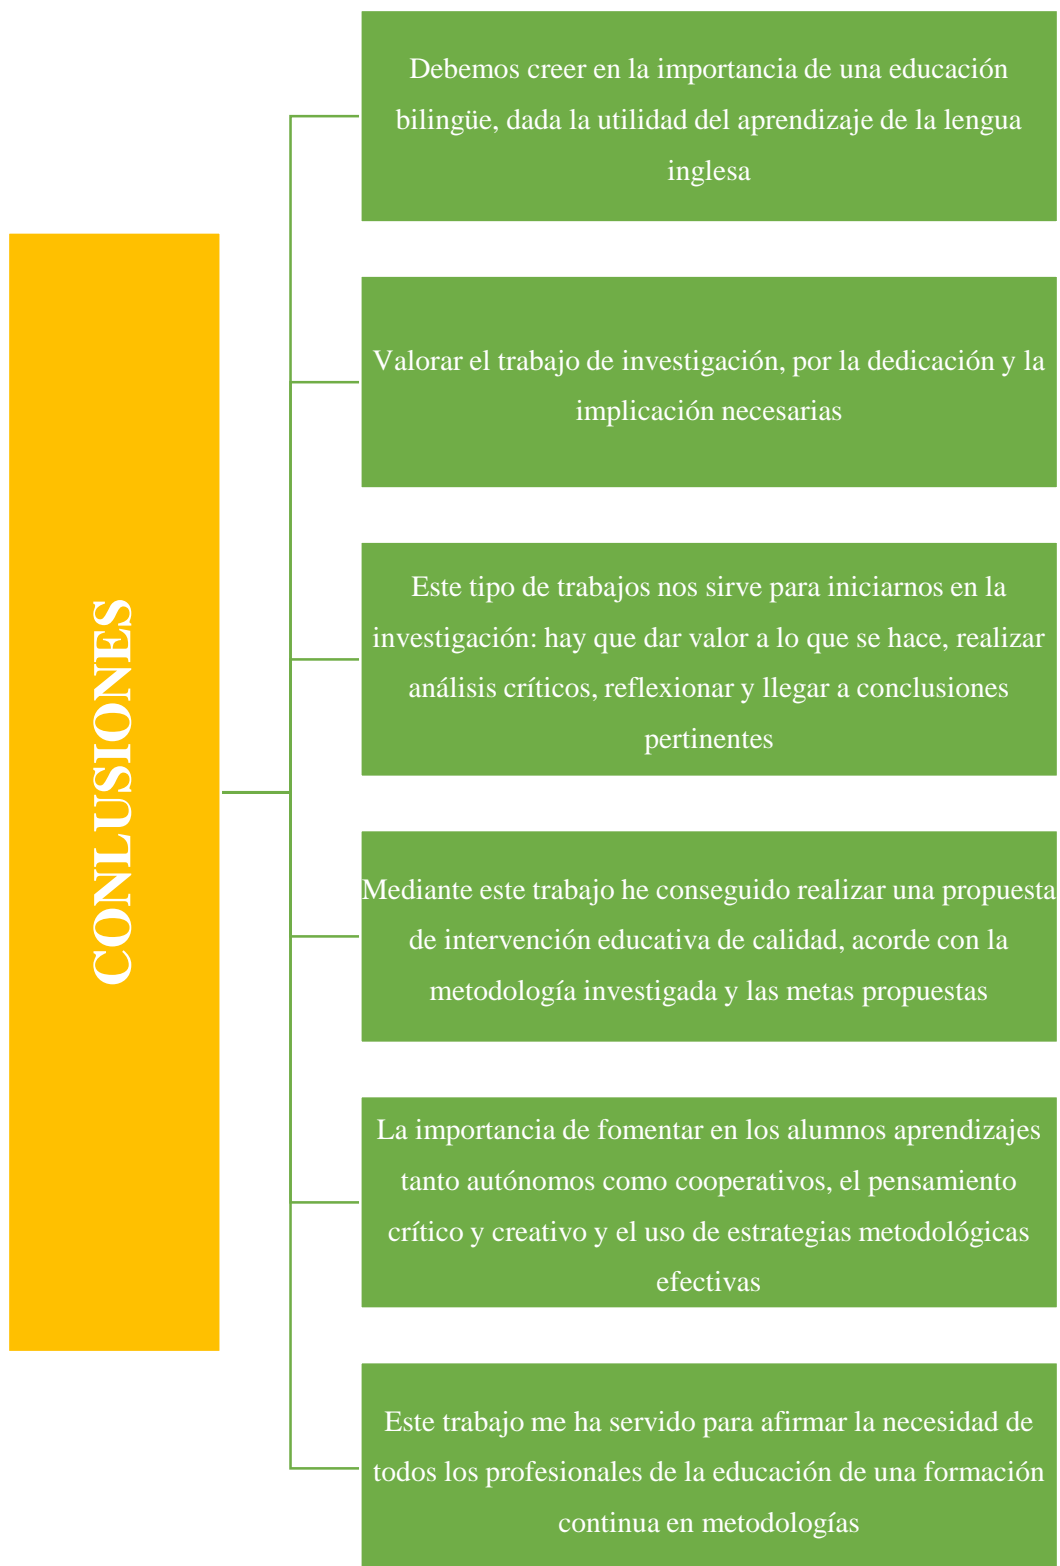 CONLUSIONES
Debemos creer en la importancia de una educación
bilingüe, dada la utilidad del aprendizaje de la lengua
inglesa
Valorar el trabajo de investigación, por la dedicación y la
implicación necesarias
Este tipo de trabajos nos sirve para iniciarnos en la
investigación: hay que dar valor a lo que se hace, realizar
análisis críticos, reflexionar y llegar a conclusiones
pertinentes
Mediante este trabajo he conseguido realizar una propuesta
de intervención educativa de calidad, acorde con la
metodología investigada y las metas propuestas
La importancia de fomentar en los alumnos aprendizajes
tanto autónomos como cooperativos, el pensamiento
crítico y creativo y el uso de estrategias metodológicas
efectivas
Este trabajo me ha servido para afirmar la necesidad de
todos los profesionales de la educación de una formación
continua en metodologías